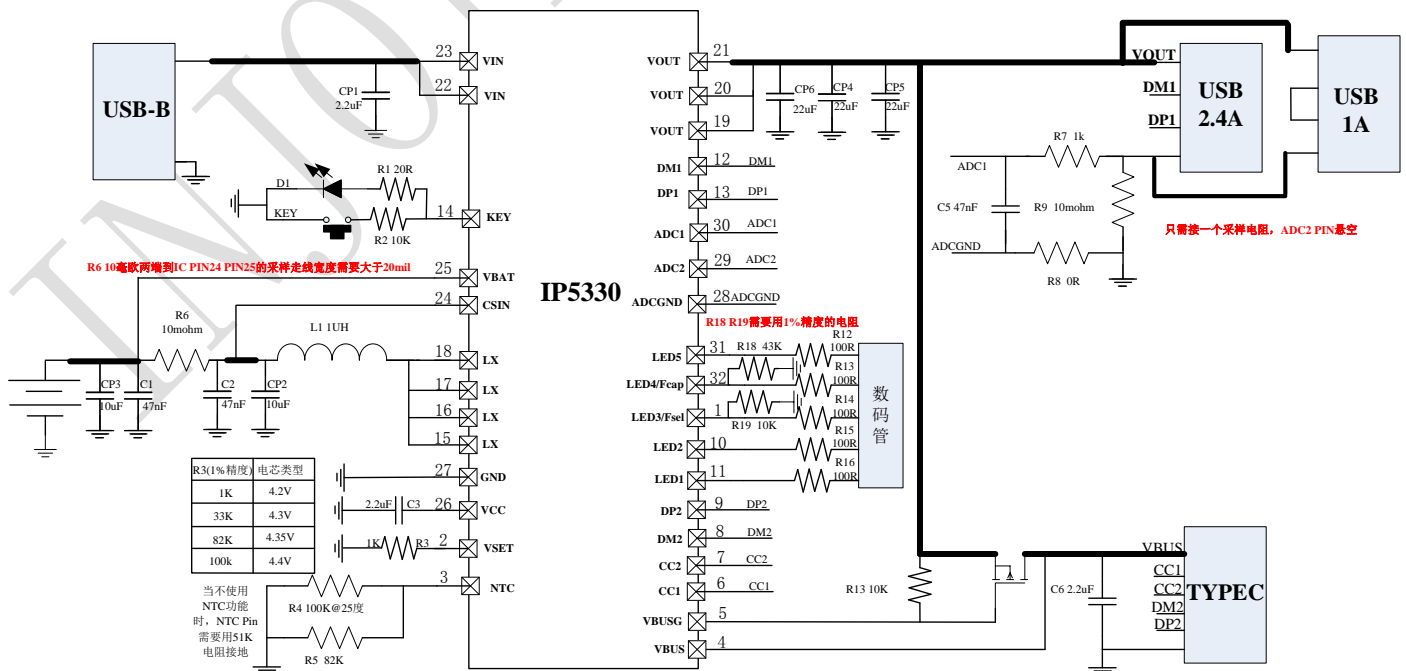 INJO
USB-B
CP1
2.2uF
23
VIN
22
VIN
D1
R1 20R
KEY
R2 10K
14
KEY
R6 10毫欧两端到IC PIN24 PIN25的采样走线宽度需要大于20mil
25
VBAT
24
CSIN
R6
10mohm
L1 1UH
CP3
10uF
C1
47nF
C2
47nF
CP2
10uF
18
LX
17
LX
16
LX
15
LX
27
GND
2.2uF
C3
26
VCC
1K
R3
2
VSET
3
NTC
R3(1%精度)
电芯类型
1K
4.2V
33K
4.3V
82K
4.35V
100k
4.4V
当不使用
NTC功能
时，NTC Pin
需要用51K
电阻接地
R4 100K@25度
R5 82K
IP5330
VOUT
21
VOUT
20
VOUT
19
DM1
12
DM1
DP1
13
DP1
ADC1
30
ADC1
ADC2
29
ADC2
ADCGND
28
ADCGND
R18 R19需要用1%精度的电阻
LED5
31
LED4/Fcap
32
LED3/Fsel
1
LED2
10
LED1
11
R18 43K
R19 10K
R12
100R
R13
100R
R14
100R
R15
100R
R16
100R
数
码
管
DP2
9
DP2
DM2
8
DM2
CC2
7
CC2
CC1
6
CC1
VBUSG
5
VBUS
4
CP6
22uF
CP4
22uF
CP5
22uF
VOUT
DM1
DP1
USB
2.4A
USB
1A
ADC1
R7 1k
C5 47nF
R9 10mohm
ADCGND
R8 0R
只需接一个采样电阻，ADC2 PIN悬空
R13 10K
C6 2.2uF
VBUS
CC1
CC2
DM2
DP2
TYPEC